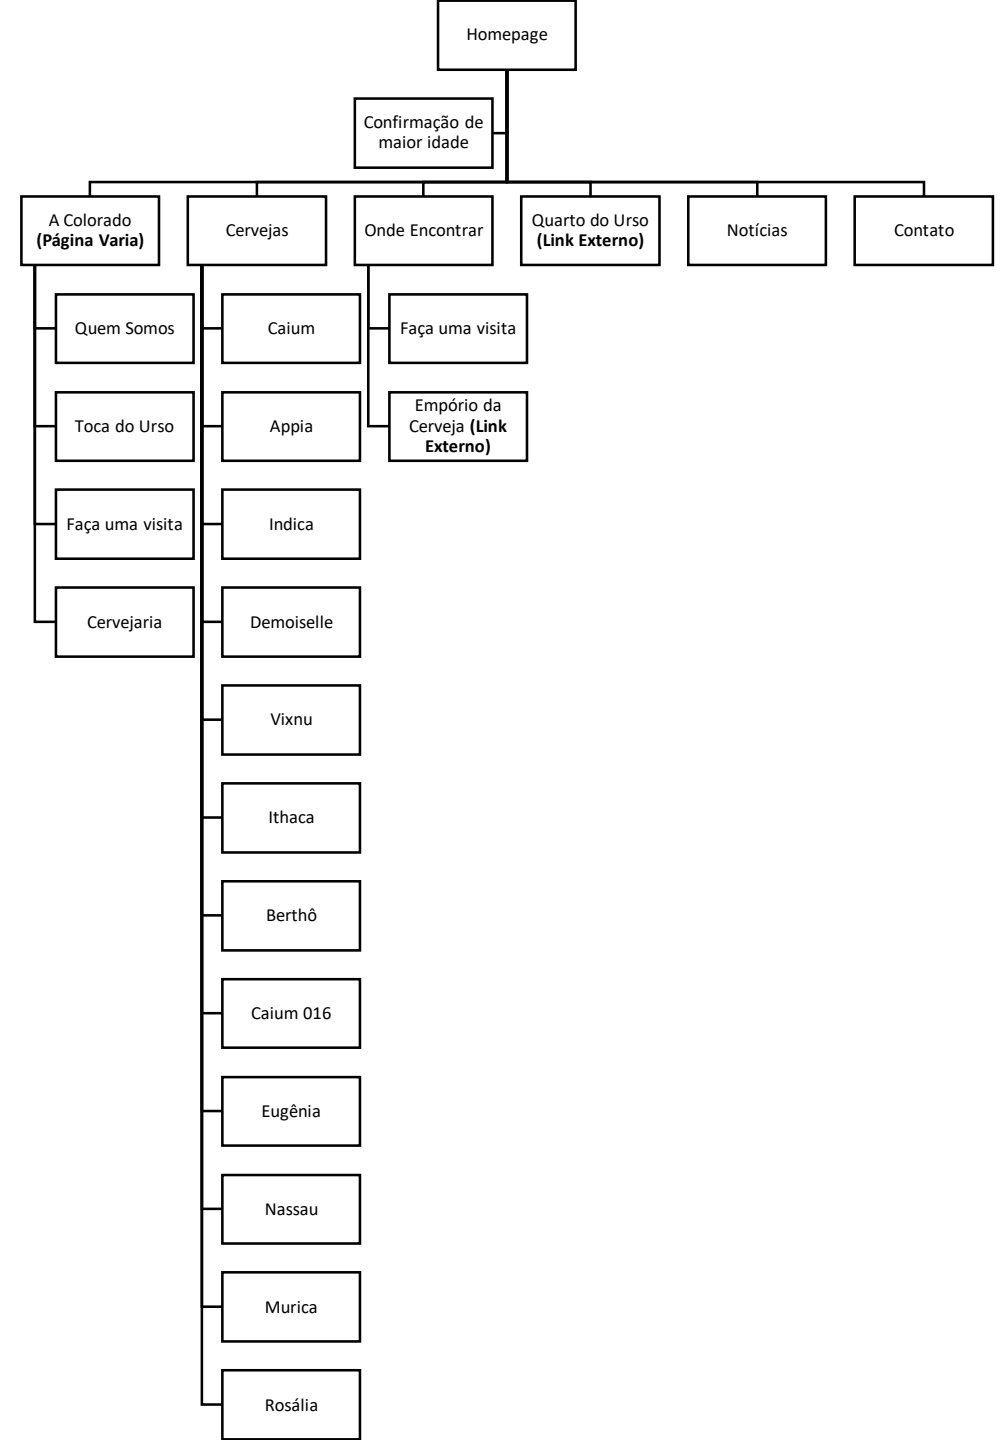 Homepage
Confirmação de
maior idade
A Colorado
(Página Varia)
Cervejas
Onde Encontrar
Quarto do Urso
(Link Externo)
Notícias
Contato
Quem Somos
Toca do Urso
Faça uma visita
Cervejaria
Caium
Appia
Indica
Demoiselle
Vixnu
Ithaca
Berthô
Caium 016
Eugênia
Nassau
Murica
Rosália
Faça uma visita
Empório da
Cerveja (Link
Externo)